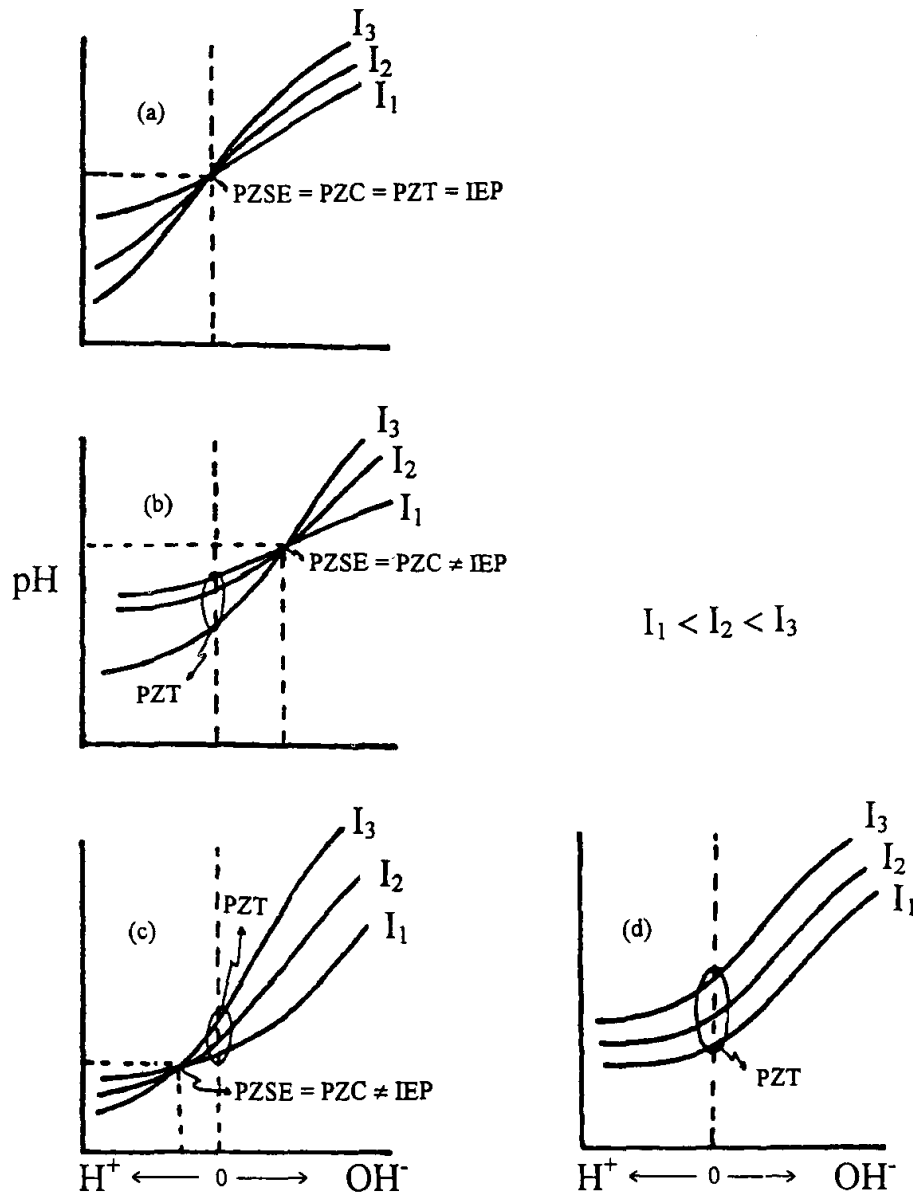 I₃
I₂
I₁
(a)
PZSE = PZC = PZT = IEP
I₃
I₂
I₁
(b)
PZSE = PZC ≠ IEP
pH
PZT
I₁ < I₂ < I₃
I₃
I₂
I₁
PZT
(c)
PZSE = PZC ≠ IEP
H⁺ ←--- 0 ---→ OH⁻
I₃
I₂
I₁
(d)
PZT
H⁺ ←--- 0 ---→ OH⁻